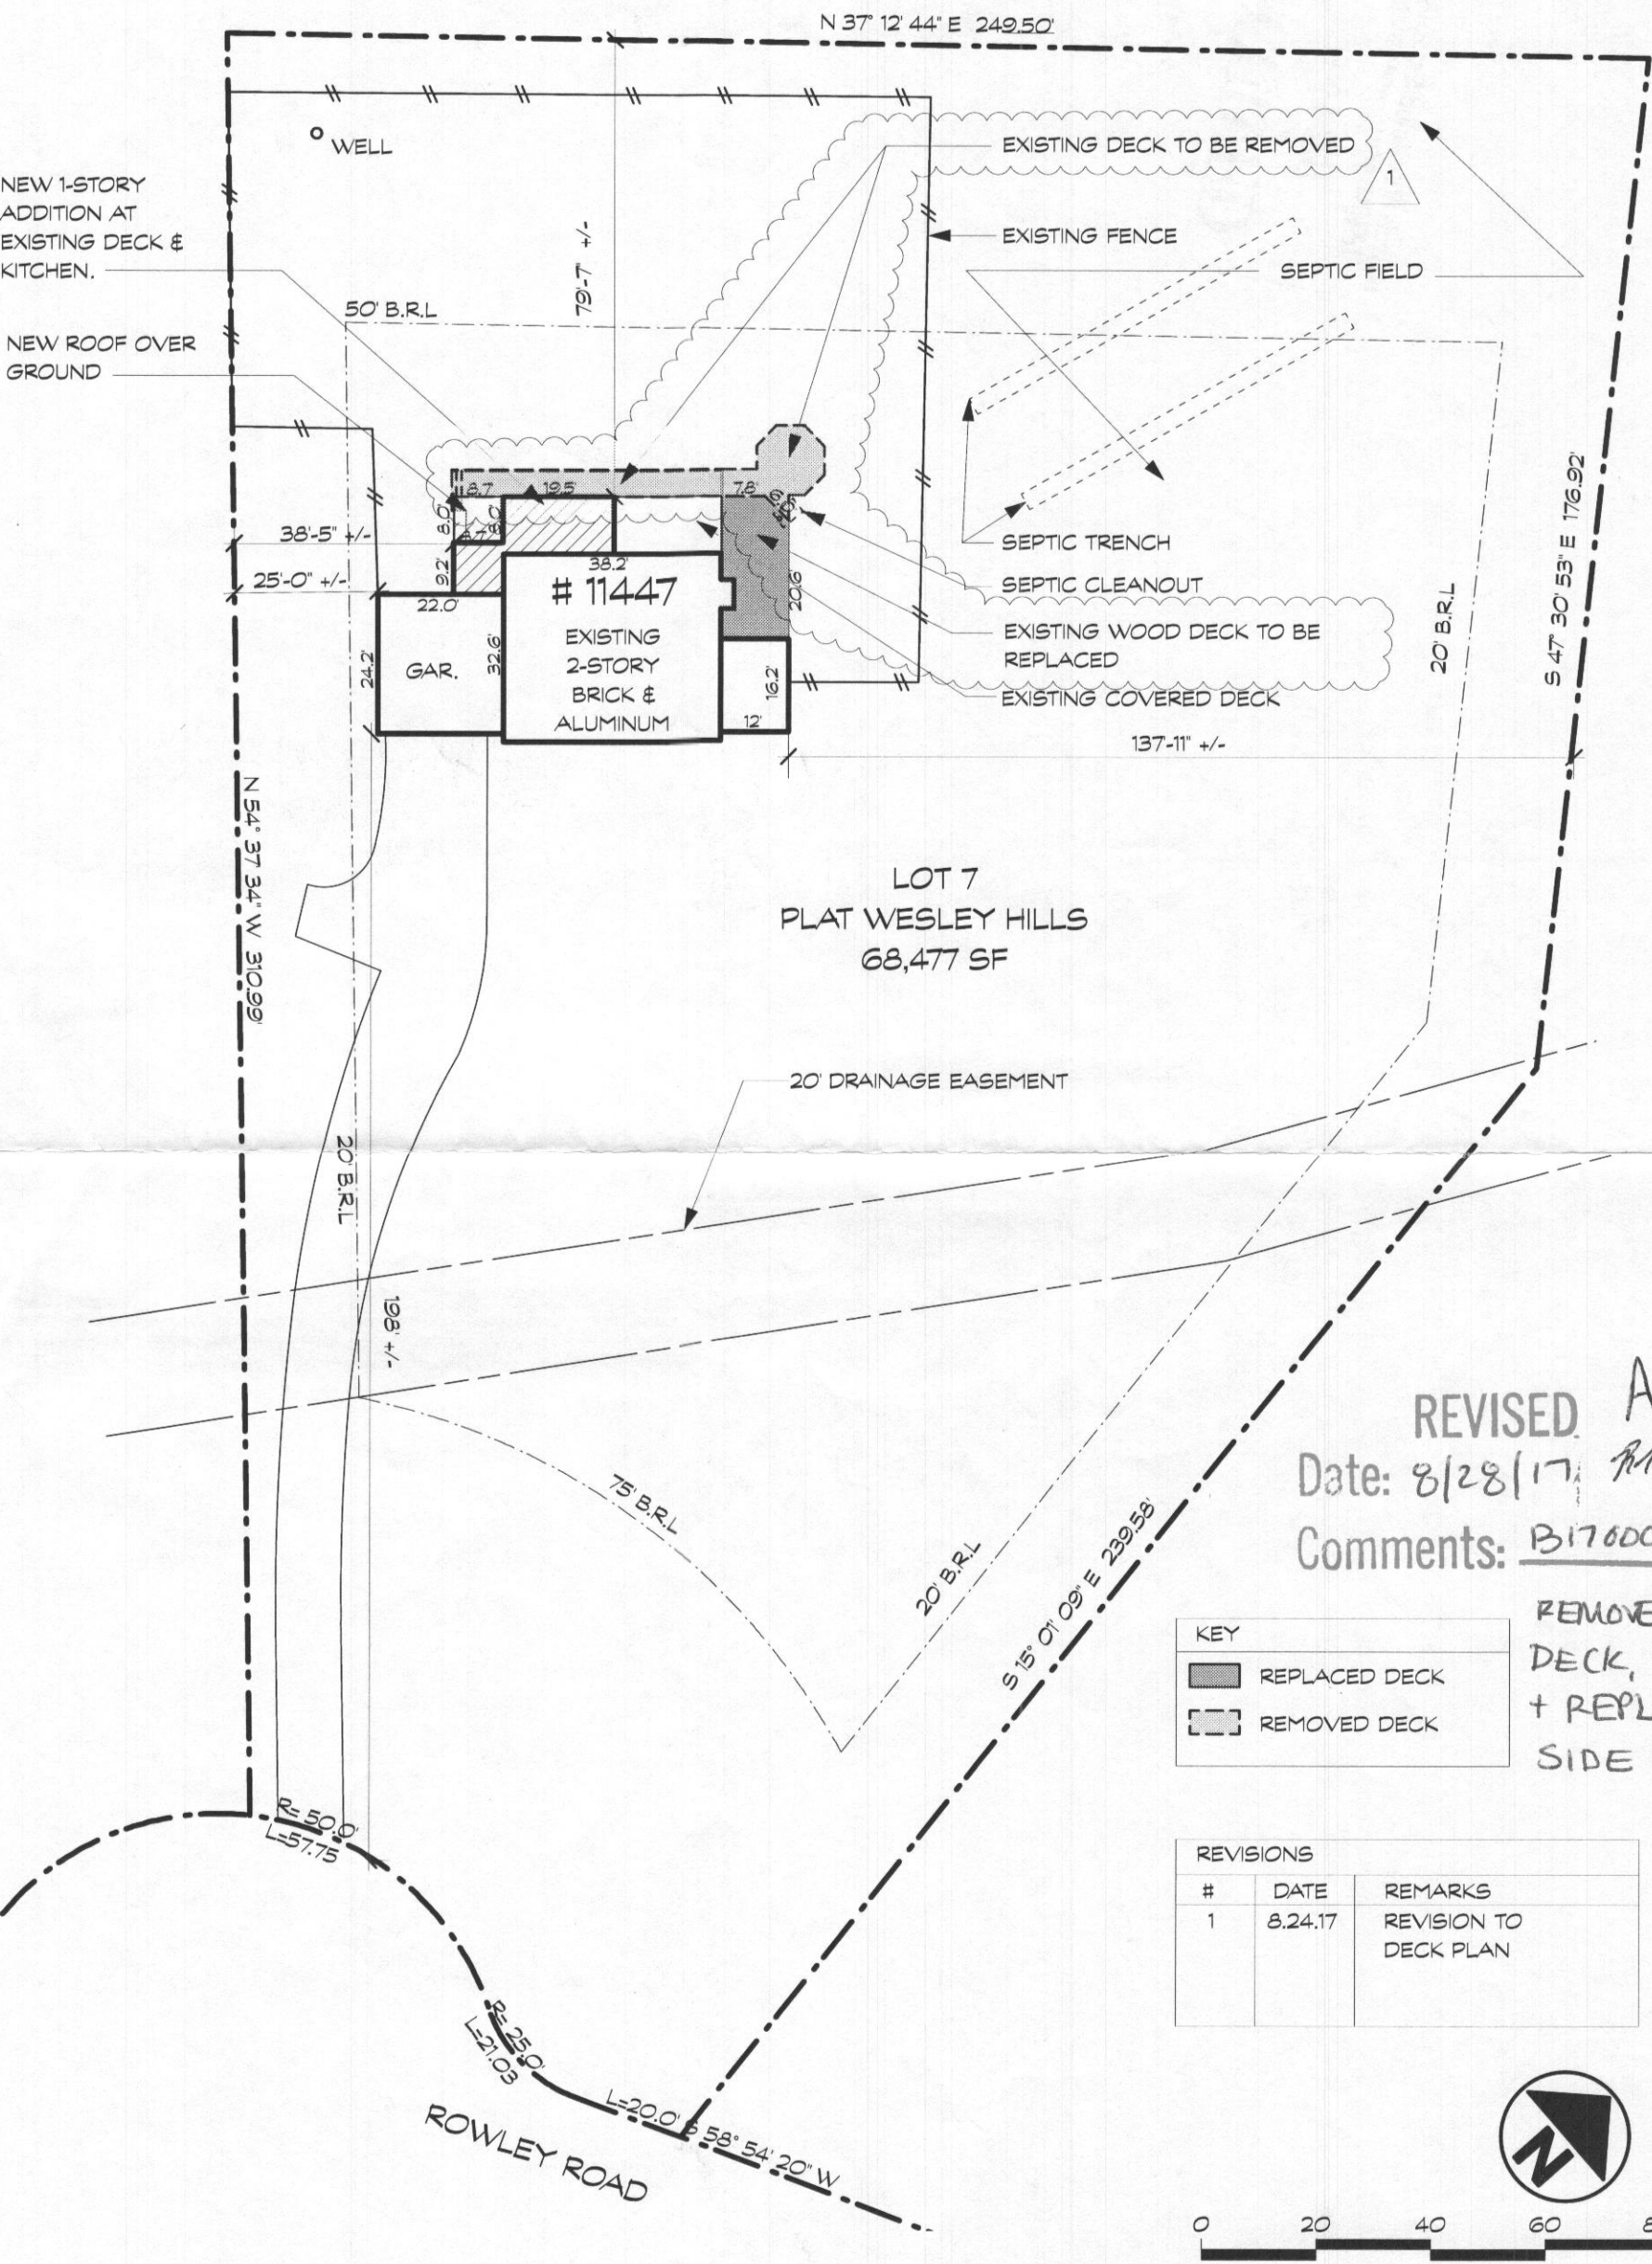 N 37° 12' 44" E 249.50'
WELL
NEW 1-STORY
ADDITION AT
EXISTING DECK &
KITCHEN.
NEW ROOF OVER
GROUND
EXISTING DECK TO BE REMOVED
1
EXISTING FENCE
SEPTIC FIELD
79'-7" +/-
50' B.R.L
8.7'
19.5'
7.8'
8.0'
8.0'
38'-5" +/-
9.2'
25'-0" +/-
22.0'
38.2'
# 11447
EXISTING
2-STORY
BRICK &
ALUMINUM
GAR.
24.2'
32.6'
20.6'
16.2'
12'
SEPTIC TRENCH
SEPTIC CLEANOUT
EXISTING WOOD DECK TO BE
REPLACED
EXISTING COVERED DECK
137'-11" +/-
20' B.R.L
S 47° 30' 53" E 176.92'
N 54° 37' 34" W 310.99'
LOT 7
PLAT WESLEY HILLS
68,477 SF
20' DRAINAGE EASEMENT
20' B.R.L
198' +/-
75' B.R.L
20' B.R.L
S 15° 01' 09" E 239.58'
REVISED
Date: 8/28/17
Comments: B1700
REMOVE
DECK,
+ REPL
SIDE
KEY
REPLACED DECK
REMOVED DECK
REVISIONS
# DATE REMARKS
1 8.24.17 REVISION TO
DECK PLAN
R= 50.0'
L=57.75
R= 25.0'
L=21.03
L=20.0' S 58° 54' 20" W
ROWLEY ROAD
N
0 20 40 60